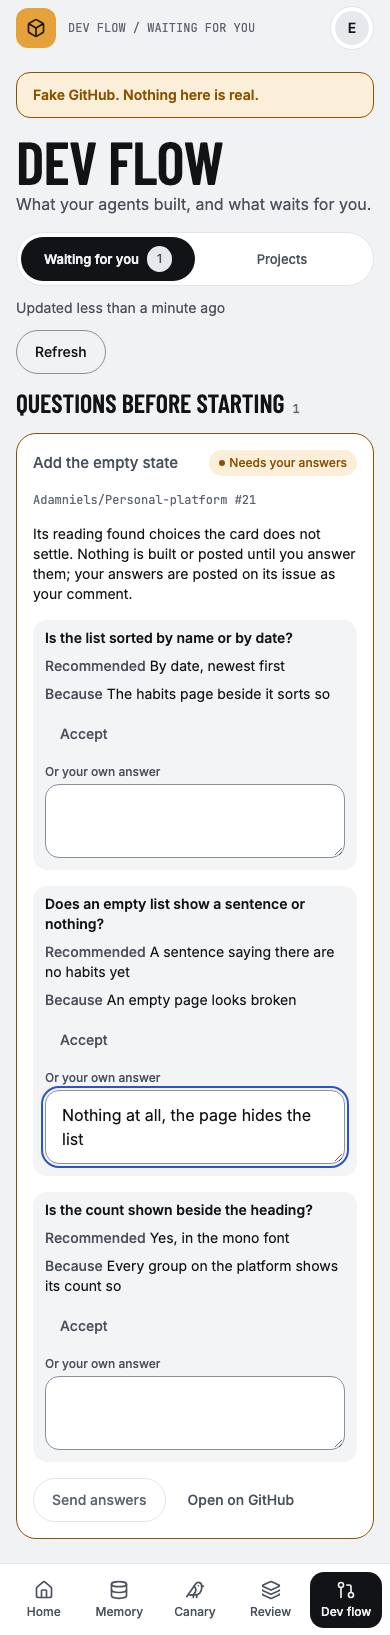 DEV FLOW / WAITING FOR YOU
E
Fake GitHub. Nothing here is real.
DEV FLOW
What your agents built, and what waits for you.
Waiting for you 1
Projects
Updated less than a minute ago
Refresh
QUESTIONS BEFORE STARTING 1
Add the empty state
Needs your answers
Adamniels/Personal-platform #21
Its reading found choices the card does not
settle. Nothing is built or posted until you answer
them; your answers are posted on its issue as
your comment.
Is the list sorted by name or by date?
Recommended By date, newest first
Because The habits page beside it sorts so
Accept
Or your own answer
Does an empty list show a sentence or
nothing?
Recommended A sentence saying there are
no habits yet
Because An empty page looks broken
Accept
Or your own answer
Nothing at all, the page hides the
list
Is the count shown beside the heading?
Recommended Yes, in the mono font
Because Every group on the platform shows
its count so
Accept
Or your own answer
Send answers
Open on GitHub
Home
Memory
Canary
Review
Dev flow